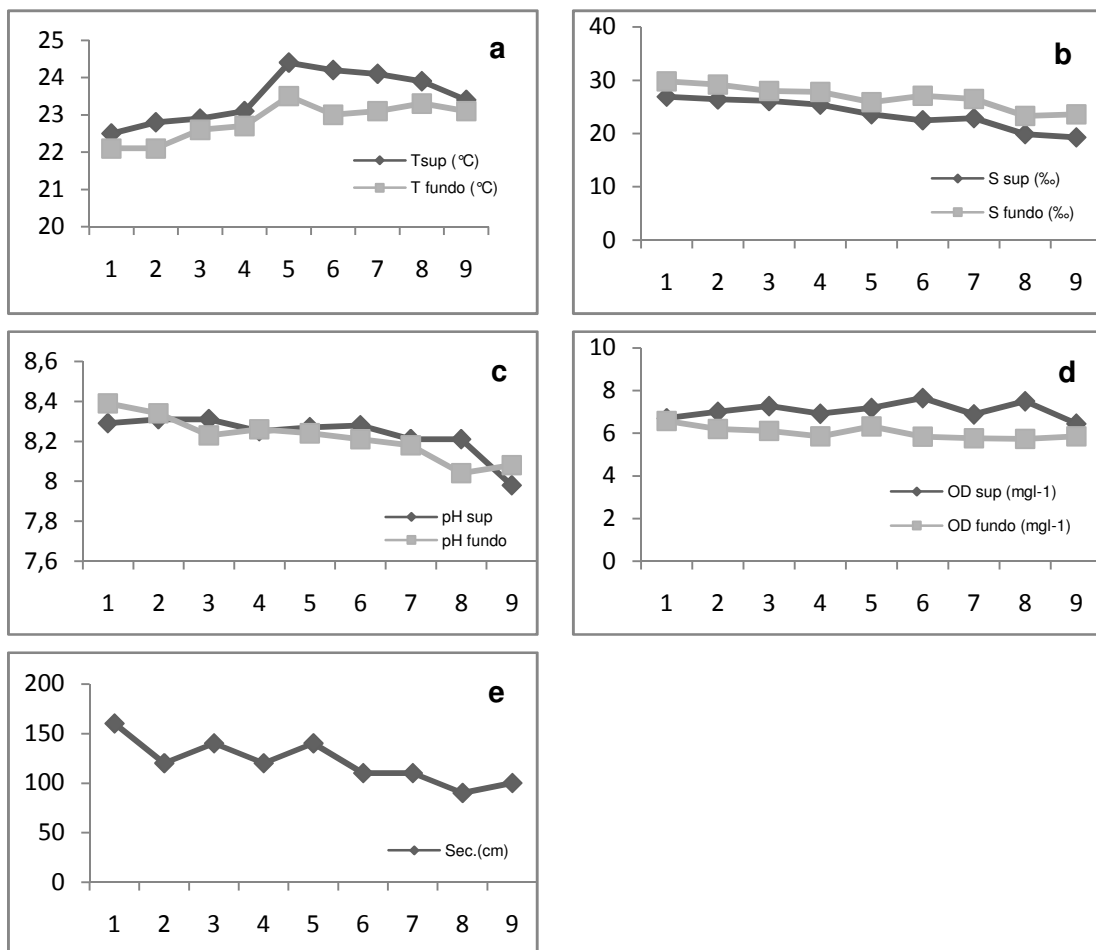 a
25
24
23
22
21
20
Tsup (°C)
T fundo (°C)
1 2 3 4 5 6 7 8 9
b
40
30
20
10
0
S sup (‰)
S fundo (‰)
1 2 3 4 5 6 7 8 9
c
8,6
8,4
8,2
8
7,8
7,6
pH sup
pH fundo
1 2 3 4 5 6 7 8 9
d
10
8
6
4
2
0
OD sup (mgl-1)
OD fundo (mgl-1)
1 2 3 4 5 6 7 8 9
e
200
150
100
50
0
Sec.(cm)
1 2 3 4 5 6 7 8 9